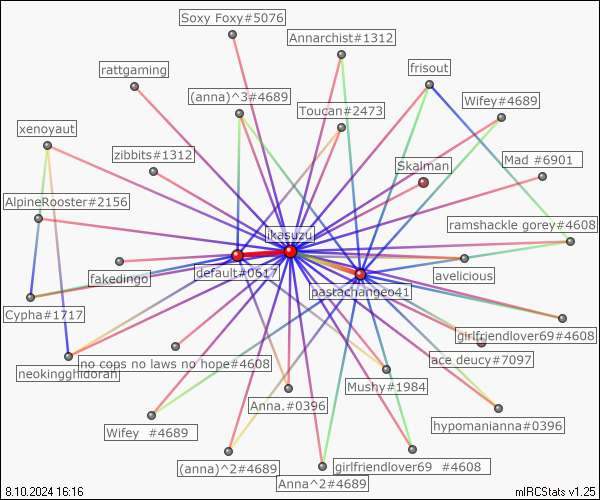 Soxy Foxy#5076
Annarchist#1312
rattgaming
frisout
(anna)^3#4689
Wifey#4689
Toucan#2473
xenoyaut
zibbits#1312
Mad #6901
Skalman
AlpineRooster#2156
ramshackle gorey#4608
ikasuzu
default#0617
fakedingo
avelicious
pastachangeo41
Cypha#1717
girlfriendlover69#4608
ace deucy#7097
no cops no laws no hope#4608
neokingghidorah
Mushy#1984
Anna.#0396
hypomanianna#0396
Wifey #4689
(anna)^2#4689
girlfriendlover69 #4608
Anna^2#4689
8.10.2024 16:16
mIRCStats v1.25